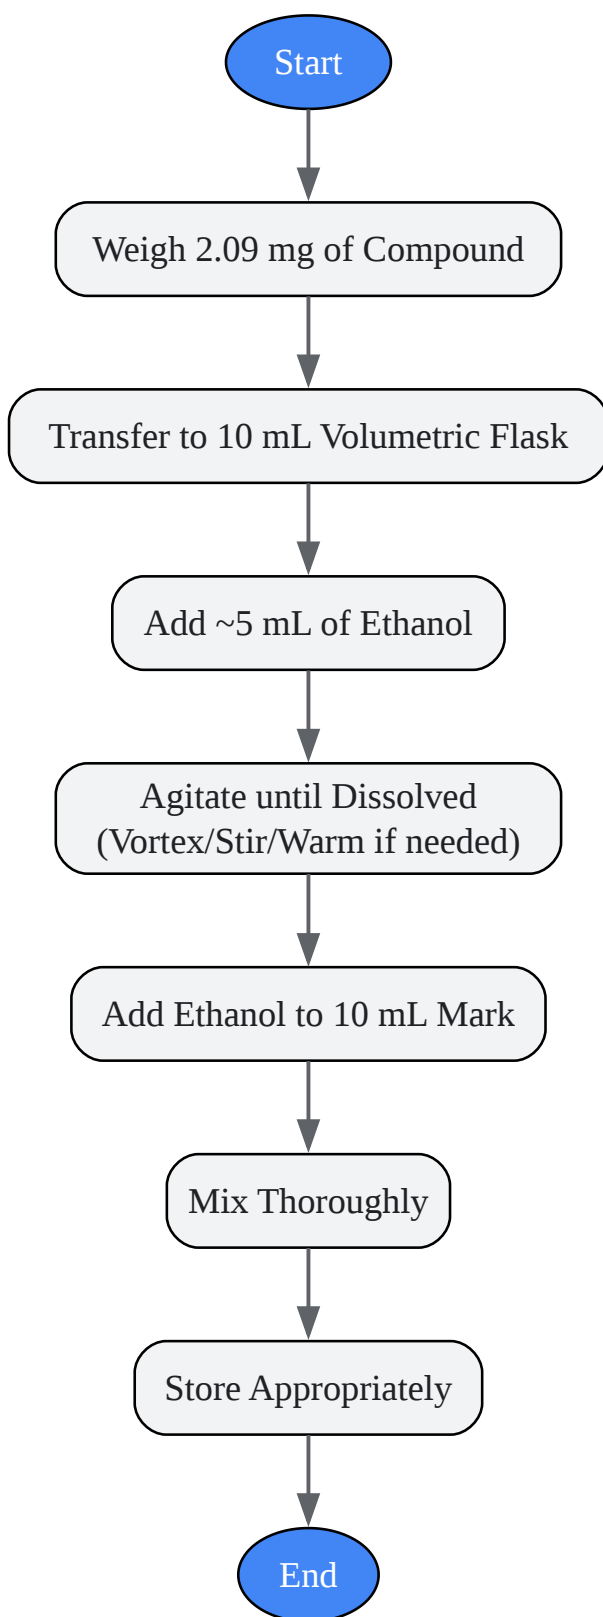 Start
Weigh 2.09 mg of Compound
Transfer to 10 mL Volumetric Flask
Add ~5 mL of Ethanol
Agitate until Dissolved
(Vortex/Stir/Warm if needed)
Add Ethanol to 10 mL Mark
Mix Thoroughly
Store Appropriately
End